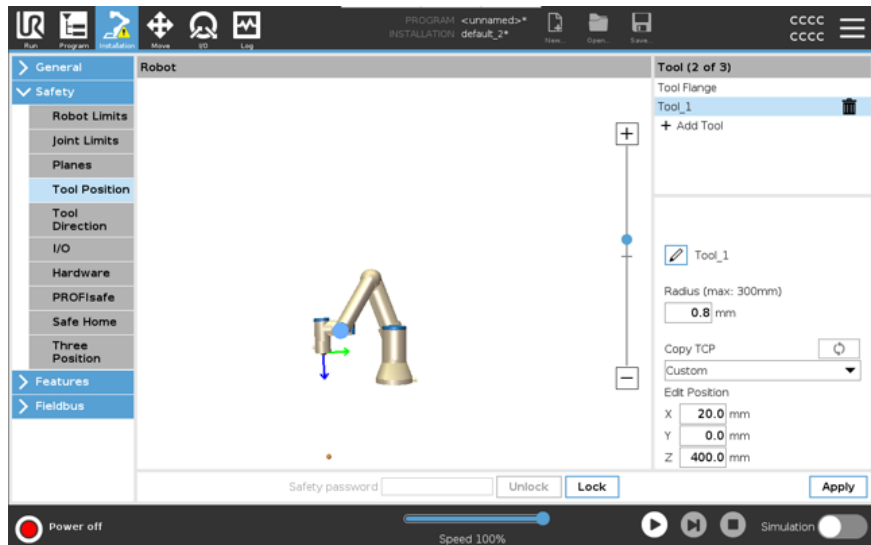 PROGRAM <unnamed>*
INSTALLATION default_2*
UR
Run
Program
Installation
Move
I/O
Log
New...
Open...
Save...
cccc
cccc
General
Safety
Robot Limits
Joint Limits
Planes
Tool Position
Tool
Direction
I/O
Hardware
PROFIsafe
Safe Home
Three
Position
Features
Fieldbus
Robot
Safety password
Unlock
Lock
Tool (2 of 3)
Tool Flange
Tool_1
+ Add Tool
Tool_1
Radius (max: 300mm)
0.8 mm
Copy TCP
Custom
Edit Position
X 20.0 mm
Y 0.0 mm
Z 400.0 mm
Apply
Power off
Speed 100%
Simulation